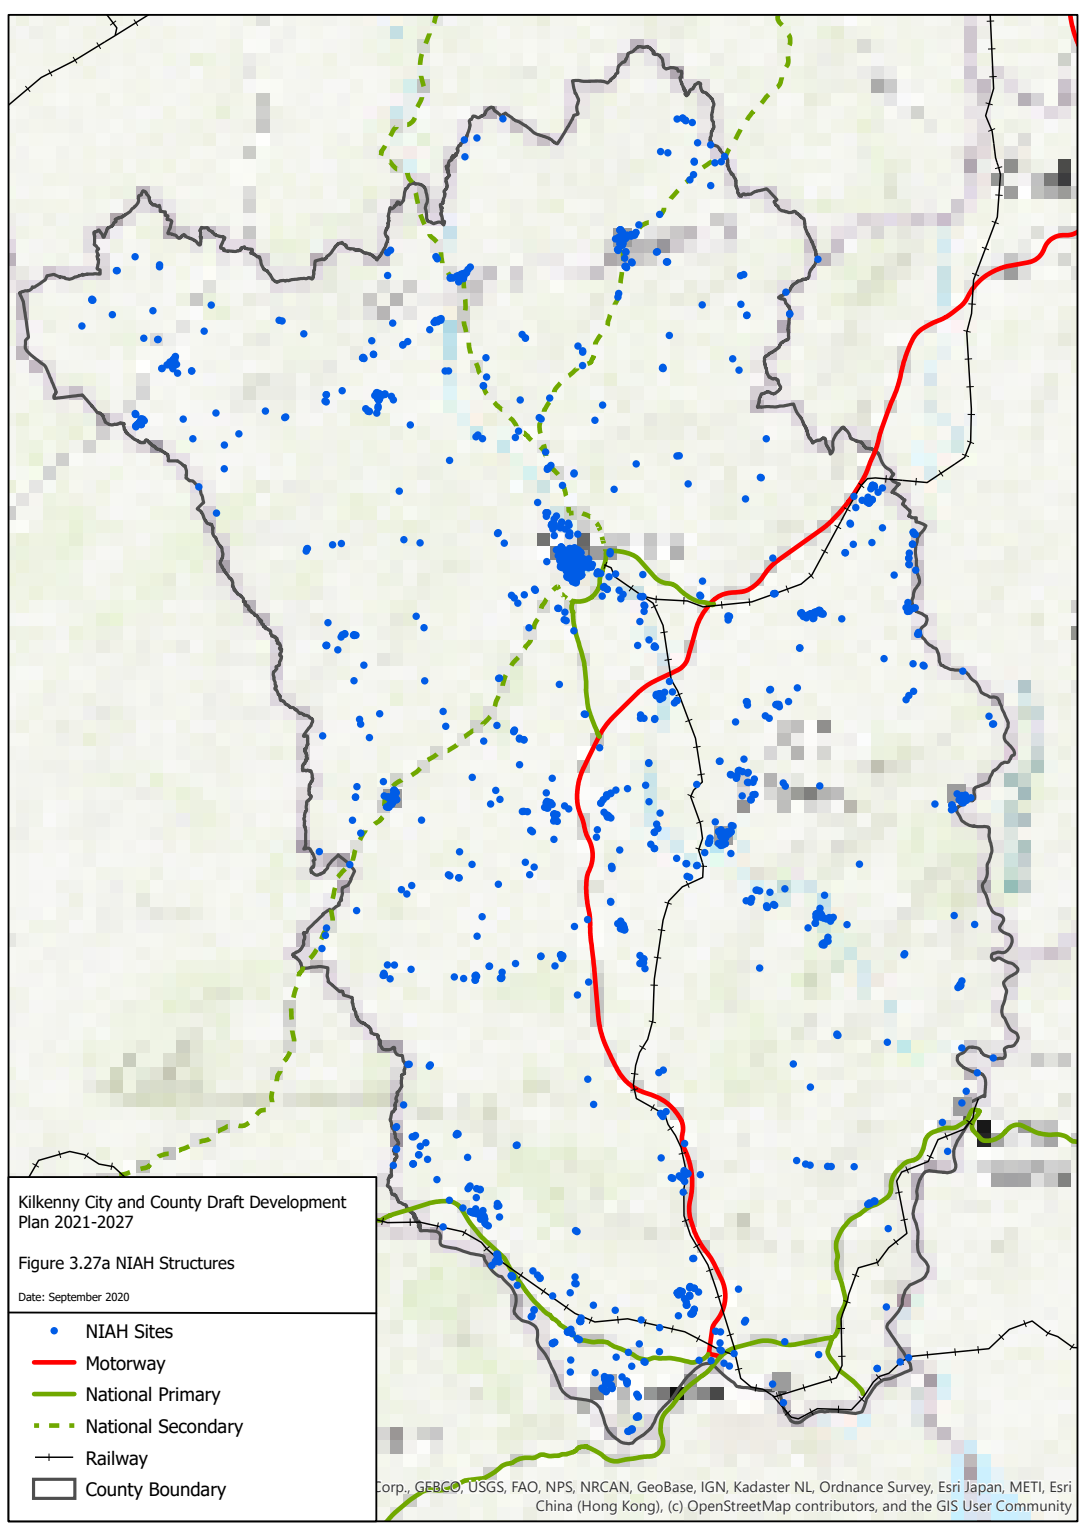 Kilkenny City and County Draft Development
Plan 2021-2027
Figure 3.27a NIAH Structures
Date: September 2020
NIAH Sites
Motorway
National Primary
National Secondary
Railway
County Boundary
Corp., GEBCO, USGS, FAO, NPS, NRCAN, GeoBase, IGN, Kadaster NL, Ordnance Survey, Esri Japan, METI, Esri
China (Hong Kong), (c) OpenStreetMap contributors, and the GIS User Community